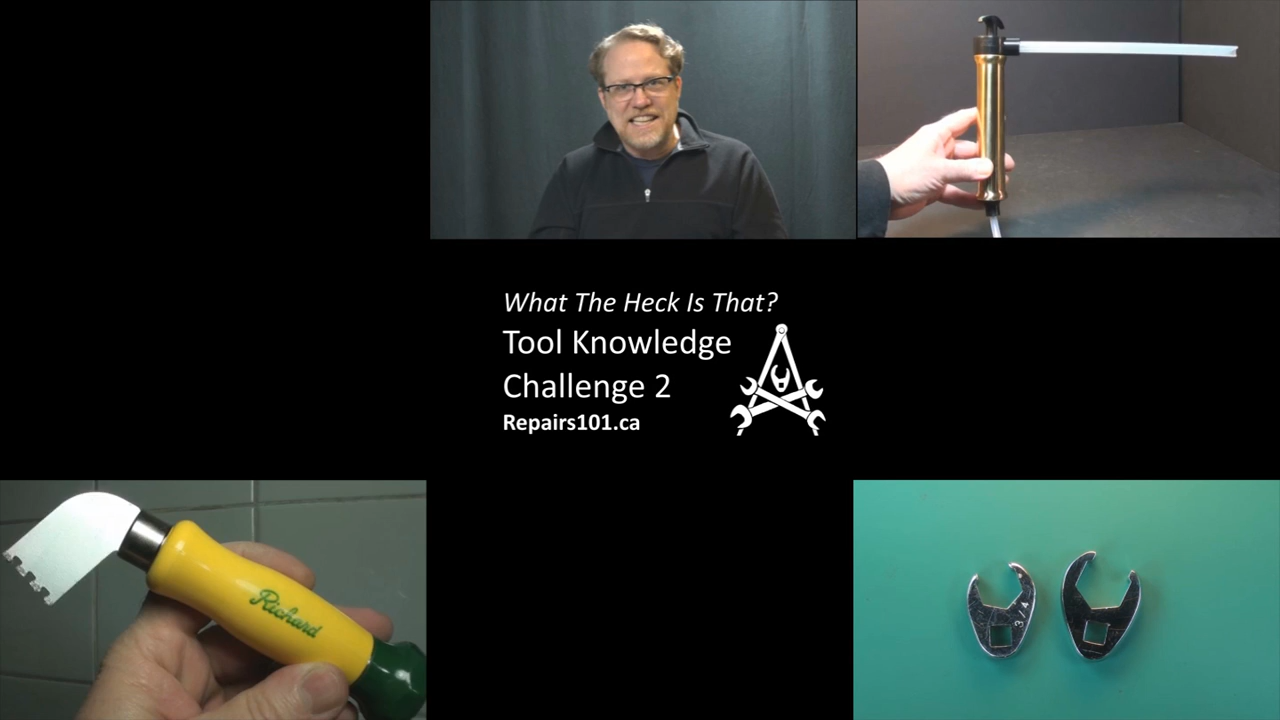 What The Heck Is That?
Tool Knowledge
Challenge 2
Repairs101.ca
Richard
3/4